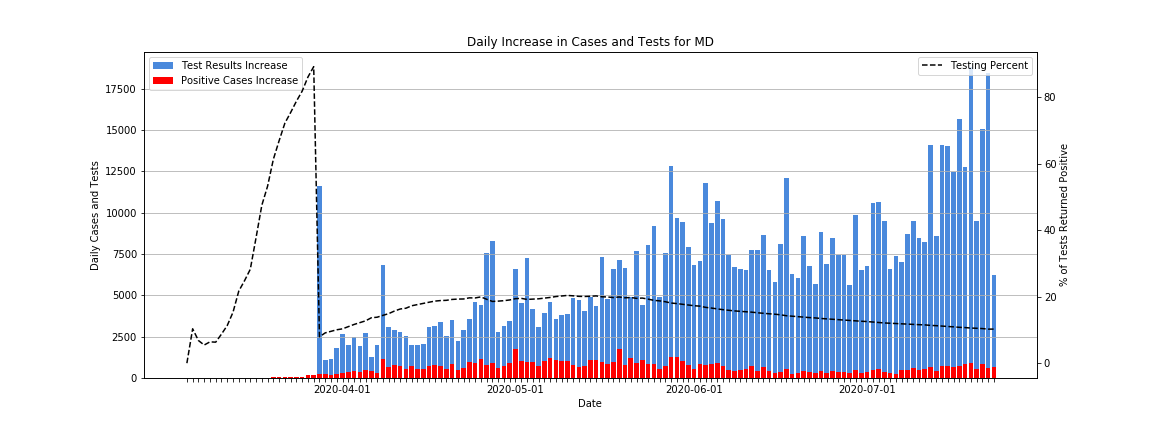 Daily Increase in Cases and Tests for MD
Test Results Increase
Positive Cases Increase
Testing Percent
17500
15000
12500
10000
7500
5000
2500
0
80
60
40
20
0
Daily Cases and Tests
% of Tests Returned Positive
2020-04-01
2020-05-01
2020-06-01
2020-07-01
Date